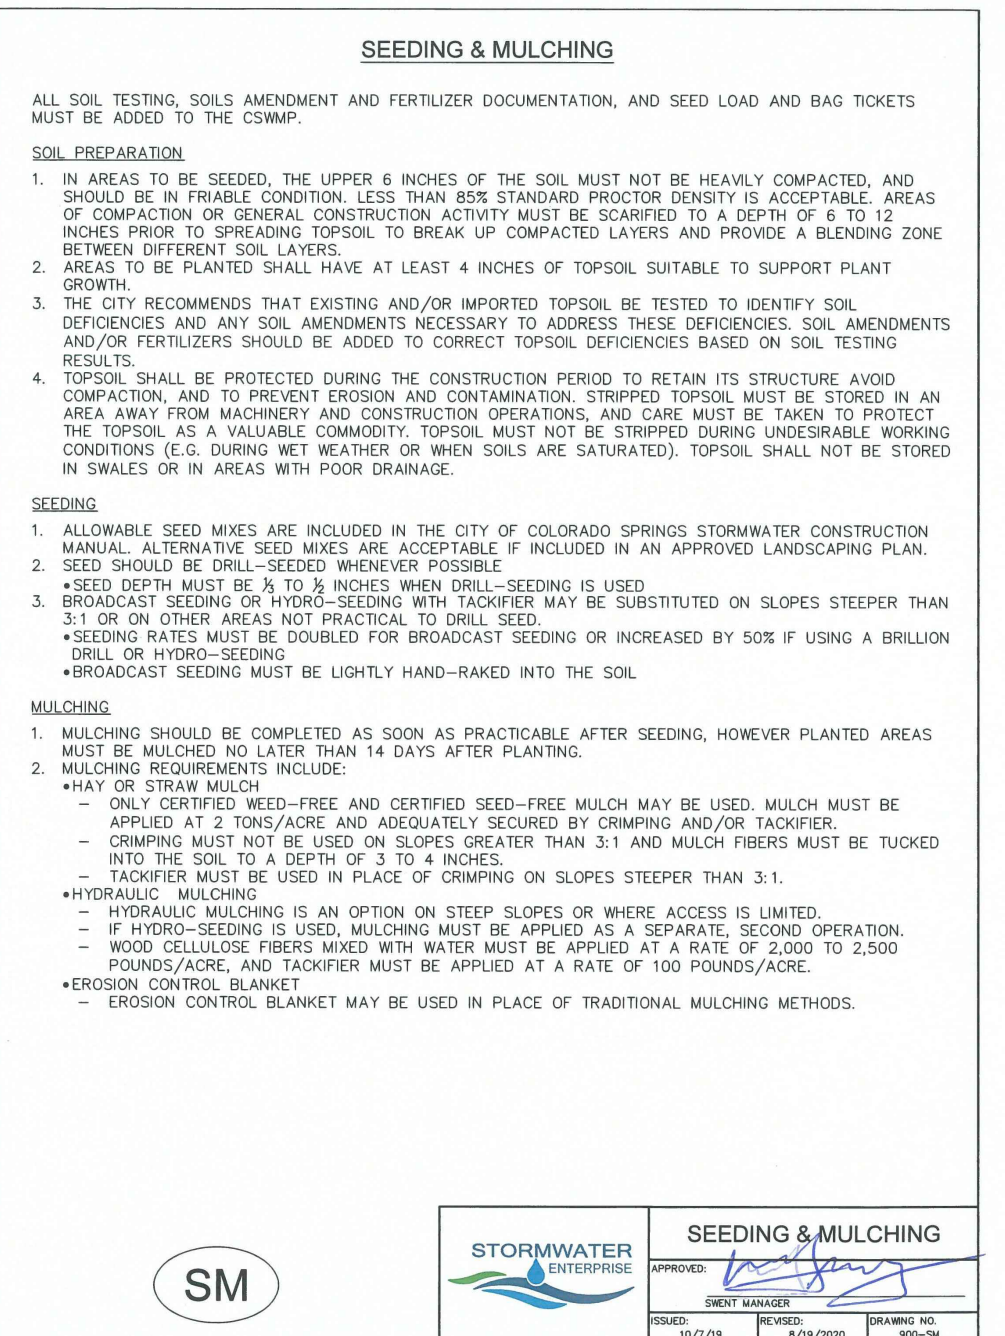 SEEDING & MULCHING
ALL SOIL TESTING, SOILS AMENDMENT AND FERTILIZER DOCUMENTATION, AND SEED LOAD AND BAG TICKETS
MUST BE ADDED TO THE CSWMP.
SOIL PREPARATION
1. IN AREAS TO BE SEEDED, THE UPPER 6 INCHES OF THE SOIL MUST NOT BE HEAVILY COMPACTED, AND
SHOULD BE IN FRIABLE CONDITION. LESS THAN 85% STANDARD PROCTOR DENSITY IS ACCEPTABLE. AREAS
OF COMPACTION OR GENERAL CONSTRUCTION ACTIVITY MUST BE SCARIFIED TO A DEPTH OF 6 TO 12
INCHES PRIOR TO SPREADING TOPSOIL TO BREAK UP COMPACTED LAYERS AND PROVIDE A BLENDING ZONE
BETWEEN DIFFERENT SOIL LAYERS.
2. AREAS TO BE PLANTED SHALL HAVE AT LEAST 4 INCHES OF TOPSOIL SUITABLE TO SUPPORT PLANT
GROWTH.
3. THE CITY RECOMMENDS THAT EXISTING AND/OR IMPORTED TOPSOIL BE TESTED TO IDENTIFY SOIL
DEFICIENCIES AND ANY SOIL AMENDMENTS NECESSARY TO ADDRESS THESE DEFICIENCIES. SOIL AMENDMENTS
AND/OR FERTILIZERS SHOULD BE ADDED TO CORRECT TOPSOIL DEFICIENCIES BASED ON SOIL TESTING
RESULTS.
4. TOPSOIL SHALL BE PROTECTED DURING THE CONSTRUCTION PERIOD TO RETAIN ITS STRUCTURE AVOID
COMPACTION, AND TO PREVENT EROSION AND CONTAMINATION. STRIPPED TOPSOIL MUST BE STORED IN AN
AREA AWAY FROM MACHINERY AND CONSTRUCTION OPERATIONS, AND CARE MUST BE TAKEN TO PROTECT
THE TOPSOIL AS A VALUABLE COMMODITY. TOPSOIL MUST NOT BE STRIPPED DURING UNDESIRABLE WORKING
CONDITIONS (E.G. DURING WET WEATHER OR WHEN SOILS ARE SATURATED). TOPSOIL SHALL NOT BE STORED
IN SWALES OR IN AREAS WITH POOR DRAINAGE.
SEEDING
1. ALLOWABLE SEED MIXES ARE INCLUDED IN THE CITY OF COLORADO SPRINGS STORMWATER CONSTRUCTION
MANUAL. ALTERNATIVE SEED MIXES ARE ACCEPTABLE IF INCLUDED IN AN APPROVED LANDSCAPING PLAN.
2. SEED SHOULD BE DRILL–SEEDED WHENEVER POSSIBLE
•SEED DEPTH MUST BE ⅓ TO ½ INCHES WHEN DRILL–SEEDING IS USED
3. BROADCAST SEEDING OR HYDRO–SEEDING WITH TACKIFIER MAY BE SUBSTITUTED ON SLOPES STEEPER THAN
3:1 OR ON OTHER AREAS NOT PRACTICAL TO DRILL SEED.
•SEEDING RATES MUST BE DOUBLED FOR BROADCAST SEEDING OR INCREASED BY 50% IF USING A BRILLION
DRILL OR HYDRO–SEEDING
•BROADCAST SEEDING MUST BE LIGHTLY HAND–RAKED INTO THE SOIL
MULCHING
1. MULCHING SHOULD BE COMPLETED AS SOON AS PRACTICABLE AFTER SEEDING, HOWEVER PLANTED AREAS
MUST BE MULCHED NO LATER THAN 14 DAYS AFTER PLANTING.
2. MULCHING REQUIREMENTS INCLUDE:
•HAY OR STRAW MULCH
– ONLY CERTIFIED WEED–FREE AND CERTIFIED SEED–FREE MULCH MAY BE USED. MULCH MUST BE
APPLIED AT 2 TONS/ACRE AND ADEQUATELY SECURED BY CRIMPING AND/OR TACKIFIER.
– CRIMPING MUST NOT BE USED ON SLOPES GREATER THAN 3:1 AND MULCH FIBERS MUST BE TUCKED
INTO THE SOIL TO A DEPTH OF 3 TO 4 INCHES.
– TACKIFIER MUST BE USED IN PLACE OF CRIMPING ON SLOPES STEEPER THAN 3:1.
•HYDRAULIC MULCHING
– HYDRAULIC MULCHING IS AN OPTION ON STEEP SLOPES OR WHERE ACCESS IS LIMITED.
– IF HYDRO–SEEDING IS USED, MULCHING MUST BE APPLIED AS A SEPARATE, SECOND OPERATION.
– WOOD CELLULOSE FIBERS MIXED WITH WATER MUST BE APPLIED AT A RATE OF 2,000 TO 2,500
POUNDS/ACRE, AND TACKIFIER MUST BE APPLIED AT A RATE OF 100 POUNDS/ACRE.
•EROSION CONTROL BLANKET
– EROSION CONTROL BLANKET MAY BE USED IN PLACE OF TRADITIONAL MULCHING METHODS.
SM
STORMWATER
ENTERPRISE
SEEDING & MULCHING
APPROVED:
SWENT MANAGER
ISSUED: REVISED: DRAWING NO.
10/7/19 8/19/2020 900–SM